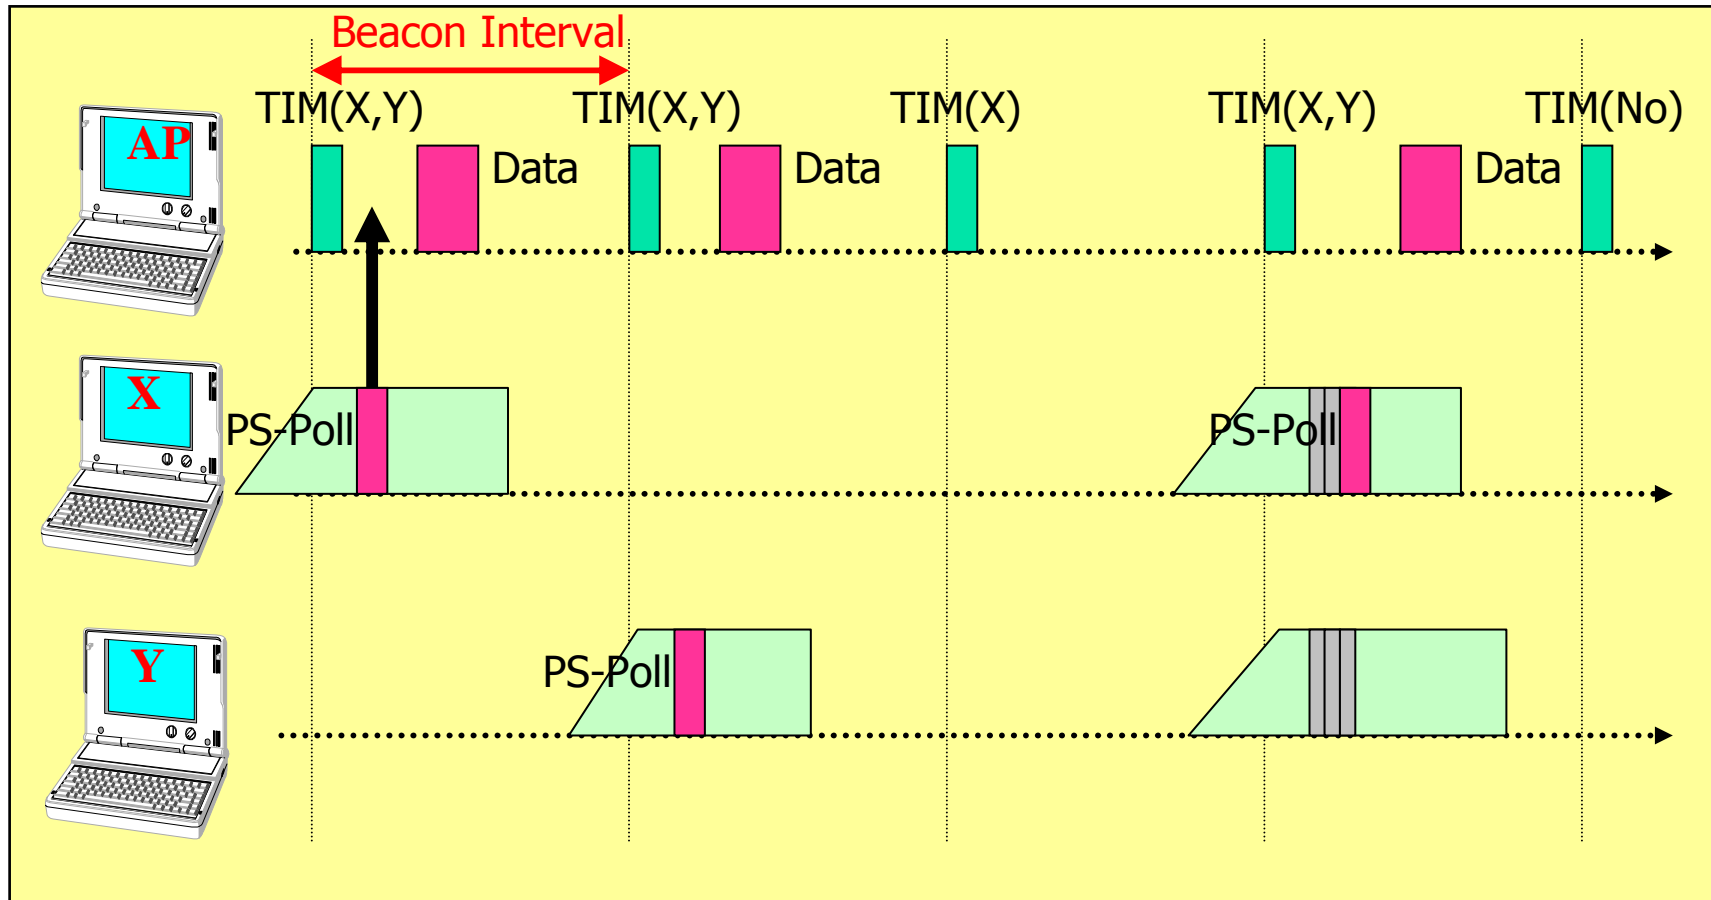 Beacon Interval
TIM(X,Y) TIM(X,Y) TIM(X) TIM(X,Y) TIM(No)
AP Data Data Data
X PS-Poll PS-Poll
Y PS-Poll